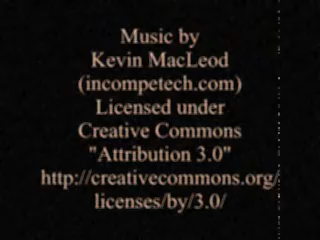 Music by
Kevin MacLeod
(incompetech.com)
Licensed under
Creative Commons
"Attribution 3.0"
http://creativecommons.org/
licenses/by/3.0/